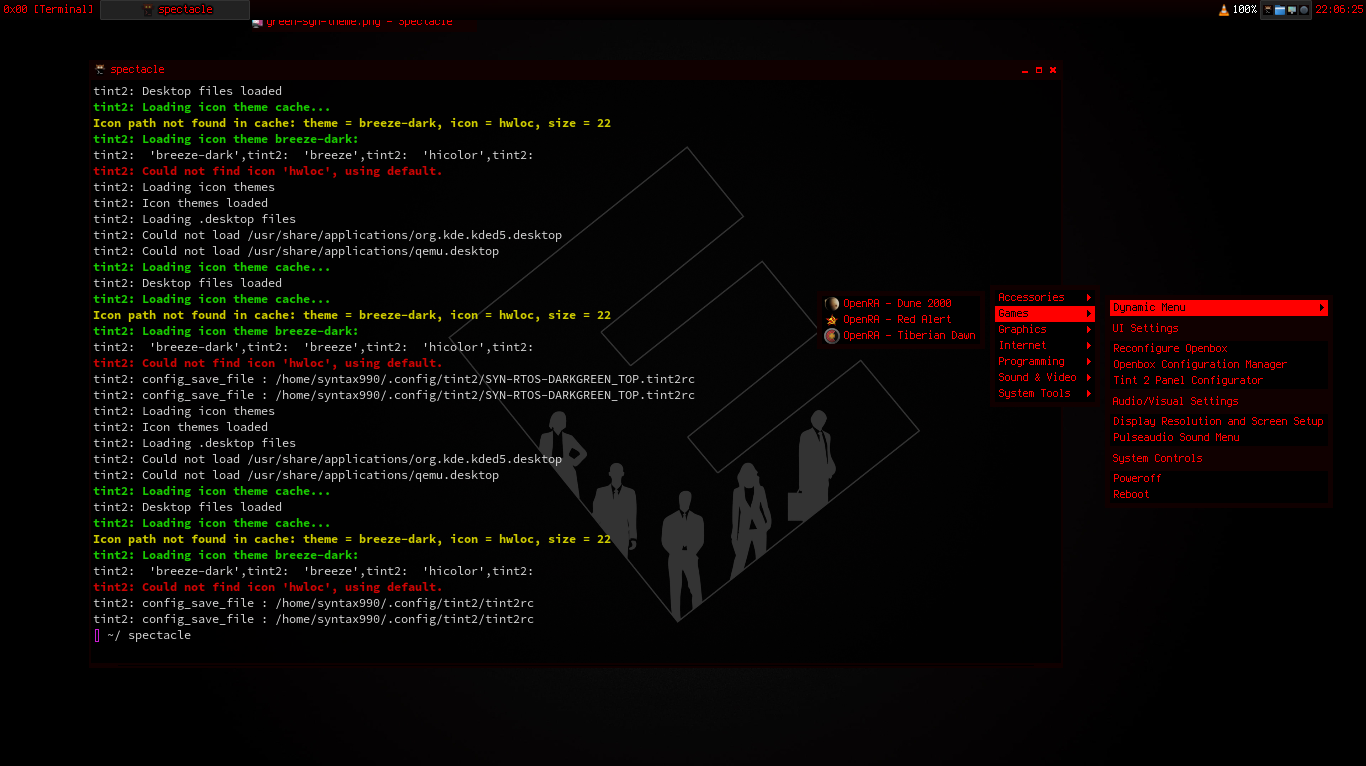 0x00 [Terminal]
spectacle
100%
22:06:25
green-syn-theme.png - Spectacle
spectacle
tint2: Desktop files loaded
tint2: Loading icon theme cache...
Icon path not found in cache: theme = breeze-dark, icon = hwloc, size = 22
tint2: Loading icon theme breeze-dark:
tint2:  'breeze-dark',tint2:  'breeze',tint2:  'hicolor',tint2:
tint2: Could not find icon 'hwloc', using default.
tint2: Loading icon themes
tint2: Icon themes loaded
tint2: Loading .desktop files
tint2: Could not load /usr/share/applications/org.kde.kded5.desktop
tint2: Could not load /usr/share/applications/qemu.desktop
tint2: Loading icon theme cache...
tint2: Desktop files loaded
tint2: Loading icon theme cache...
Icon path not found in cache: theme = breeze-dark, icon = hwloc, size = 22
tint2: Loading icon theme breeze-dark:
tint2:  'breeze-dark',tint2:  'breeze',tint2:  'hicolor',tint2:
tint2: Could not find icon 'hwloc', using default.
tint2: config_save_file : /home/syntax990/.config/tint2/SYN-RTOS-DARKGREEN_TOP.tint2rc
tint2: config_save_file : /home/syntax990/.config/tint2/SYN-RTOS-DARKGREEN_TOP.tint2rc
tint2: Loading icon themes
tint2: Icon themes loaded
tint2: Loading .desktop files
tint2: Could not load /usr/share/applications/org.kde.kded5.desktop
tint2: Could not load /usr/share/applications/qemu.desktop
tint2: Loading icon theme cache...
tint2: Desktop files loaded
tint2: Loading icon theme cache...
Icon path not found in cache: theme = breeze-dark, icon = hwloc, size = 22
tint2: Loading icon theme breeze-dark:
tint2:  'breeze-dark',tint2:  'breeze',tint2:  'hicolor',tint2:
tint2: Could not find icon 'hwloc', using default.
tint2: config_save_file : /home/syntax990/.config/tint2/tint2rc
tint2: config_save_file : /home/syntax990/.config/tint2/tint2rc
~/ spectacle
OpenRA - Dune 2000
OpenRA - Red Alert
OpenRA - Tiberian Dawn
Accessories
Games
Graphics
Internet
Programming
Sound & Video
System Tools
Dynamic Menu
UI Settings
Reconfigure Openbox
Openbox Configuration Manager
Tint 2 Panel Configurator
Audio/Visual Settings
Display Resolution and Screen Setup
Pulseaudio Sound Menu
System Controls
Poweroff
Reboot